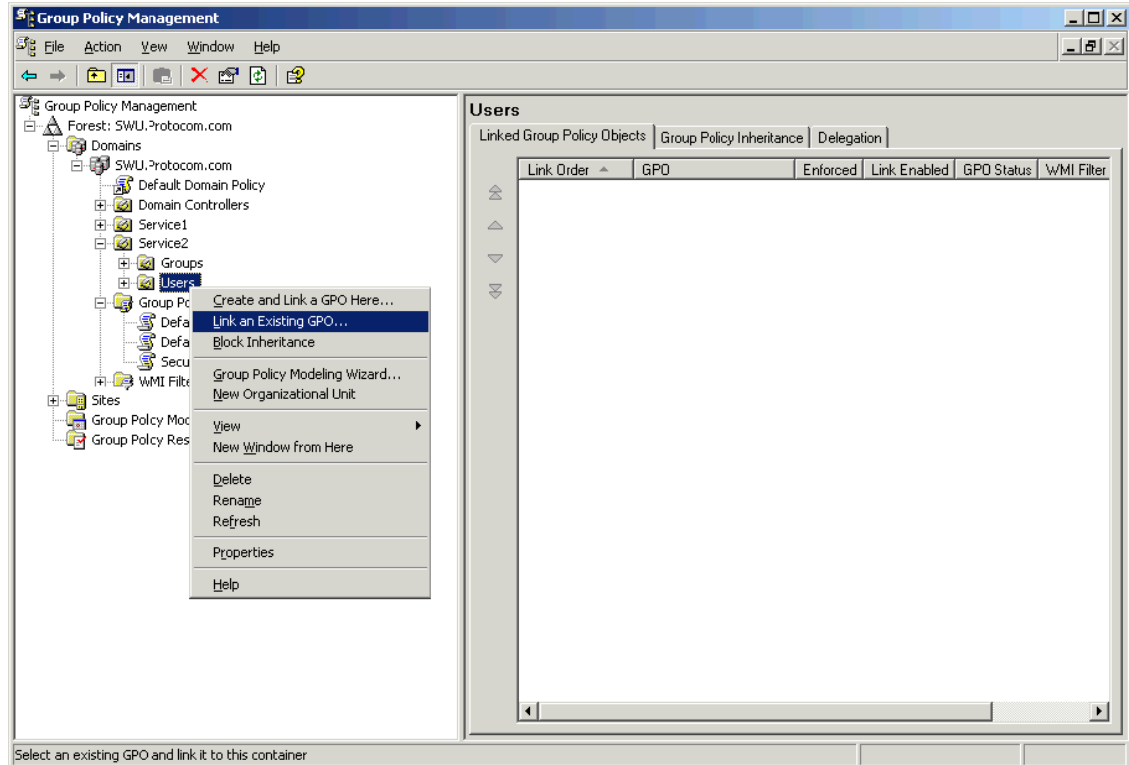 Group Policy Management
File Action Vew Window Help
Group Policy Management
Forest: SWU.Protocom.com
Domains
SWU.Protocom.com
Default Domain Policy
Domain Controllers
Service1
Service2
Groups
Users
Group Pc
Defa
Defa
Secu
WMI Filte
Sites
Group Polcy Moc
Group Polcy Res
Create and Link a GPO Here...
Link an Existing GPO...
Block Inheritance
Group Policy Modeling Wizard...
New Organizational Unit
View
New Window from Here
Delete
Rename
Refresh
Properties
Help
Users
Linked Group Policy Objects Group Policy Inheritance Delegation
Link Order GPO Enforced Link Enabled GPO Status WMI Filter
Select an existing GPO and link it to this container